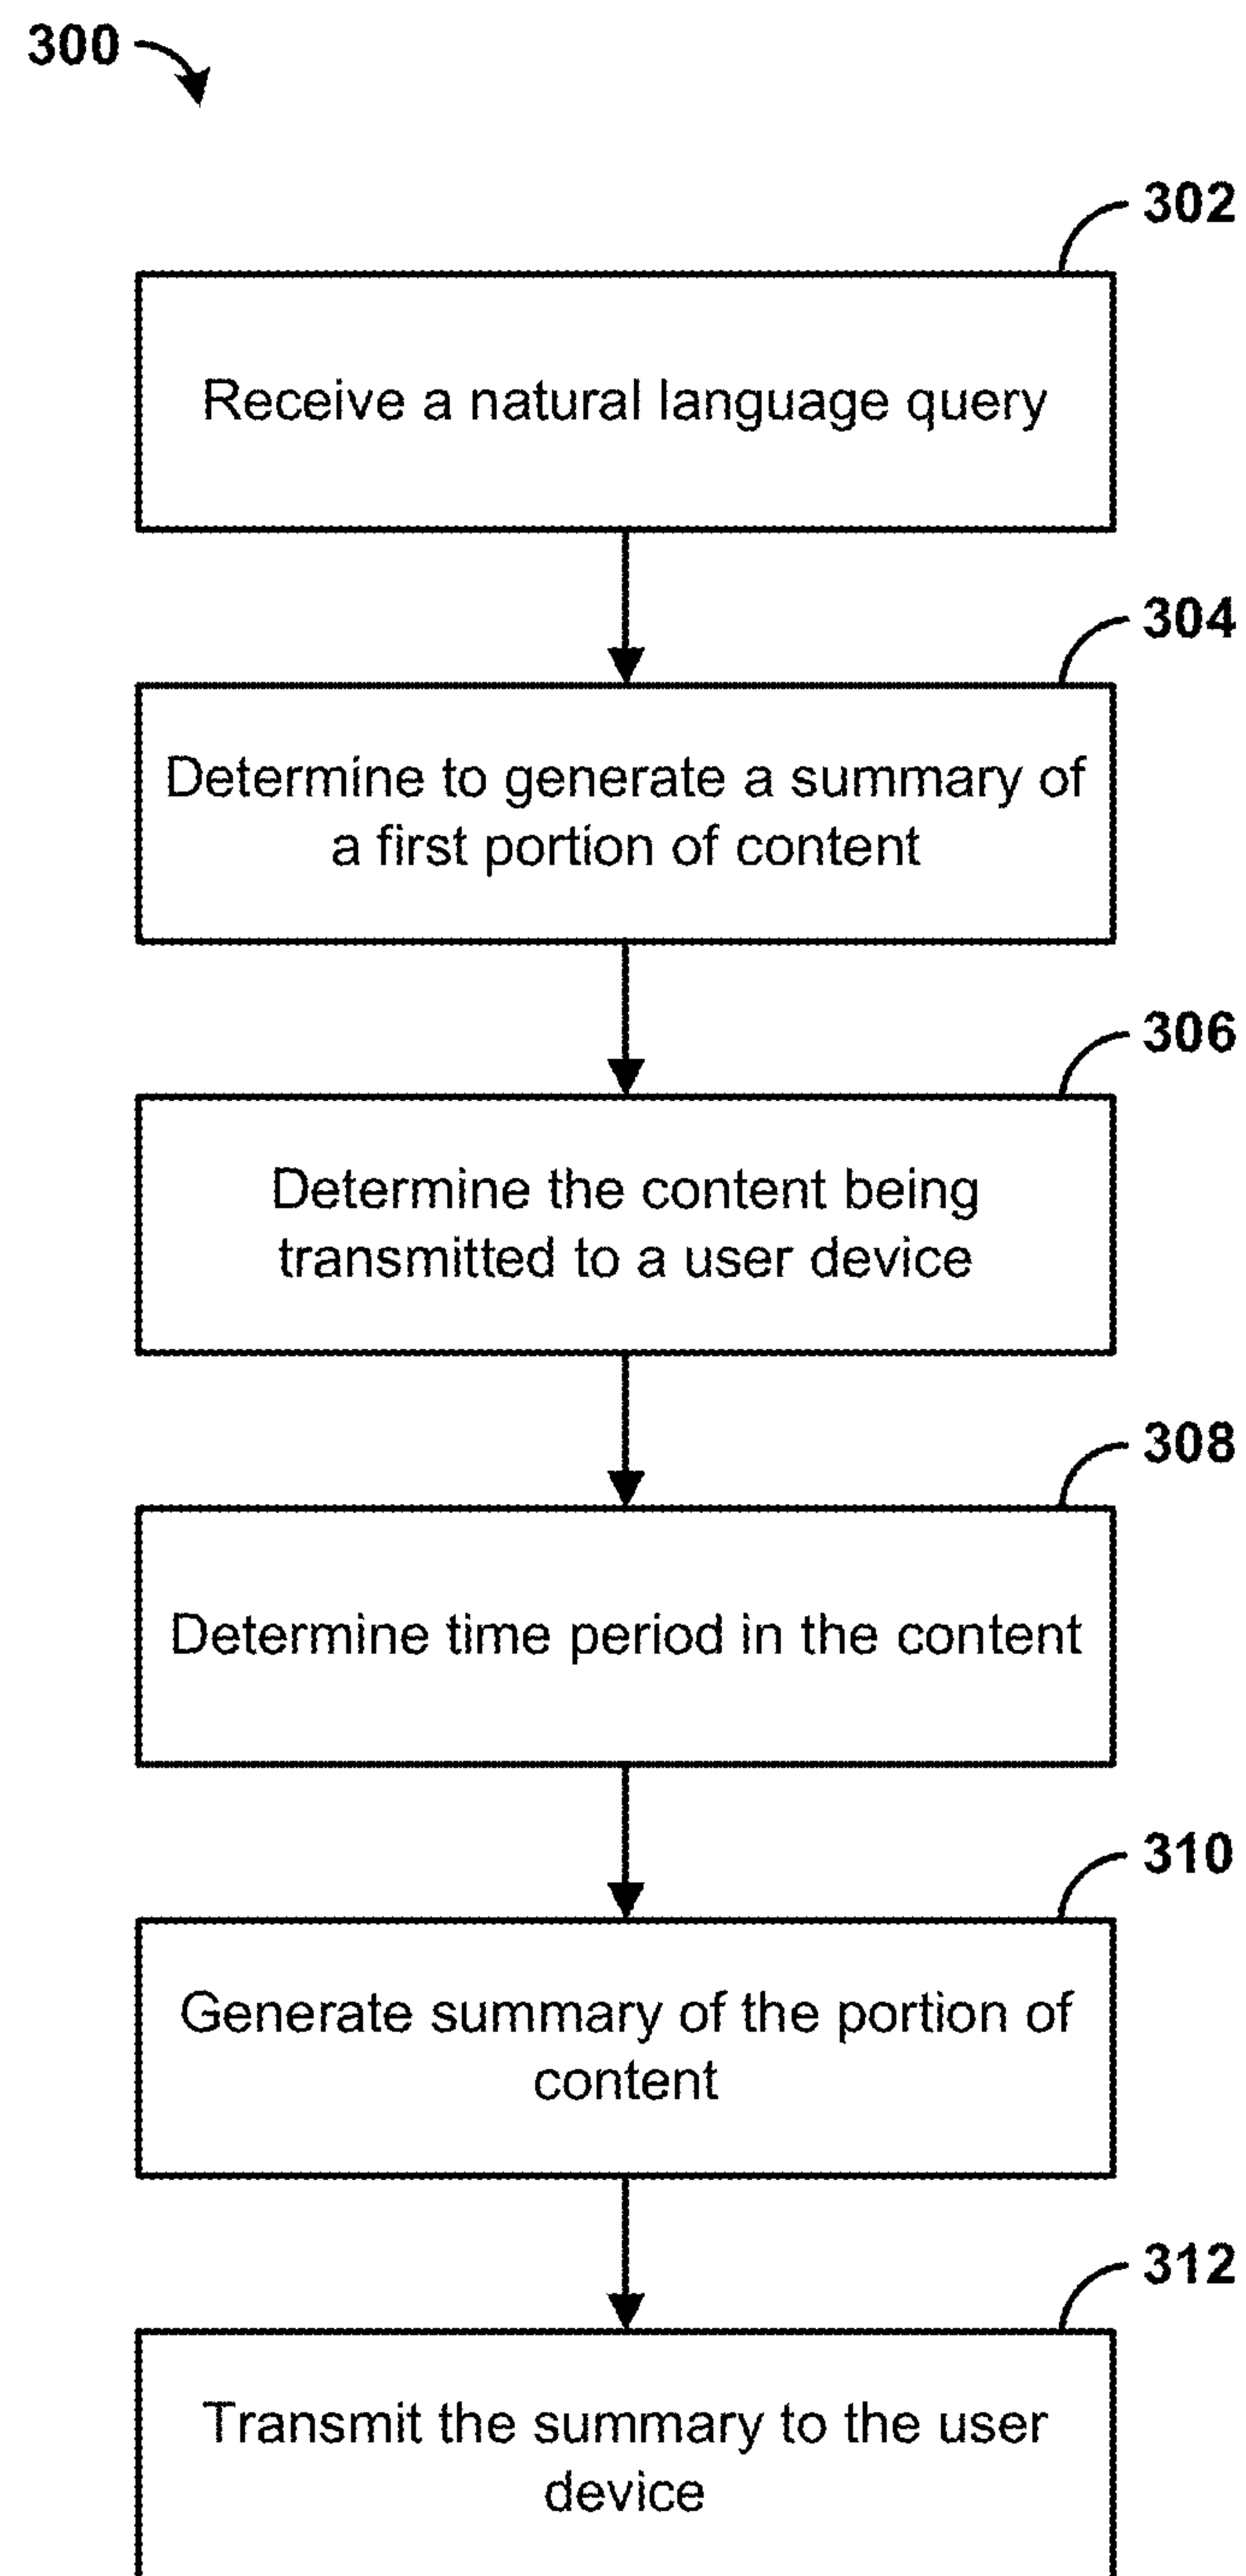 300
302
Receive a natural language query
304
Determine to generate a summary of
a first portion of content
306
Determine the content being
transmitted to a user device
308
Determine time period in the content
310
Generate summary of the portion of
content
312
Transmit the summary to the user
device